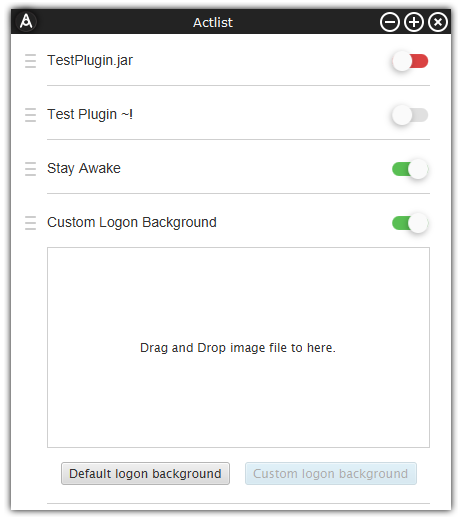 Actlist
TestPlugin.jar
Test Plugin ~!
Stay Awake
Custom Logon Background
Drag and Drop image file to here.
Default logon background
Custom logon background